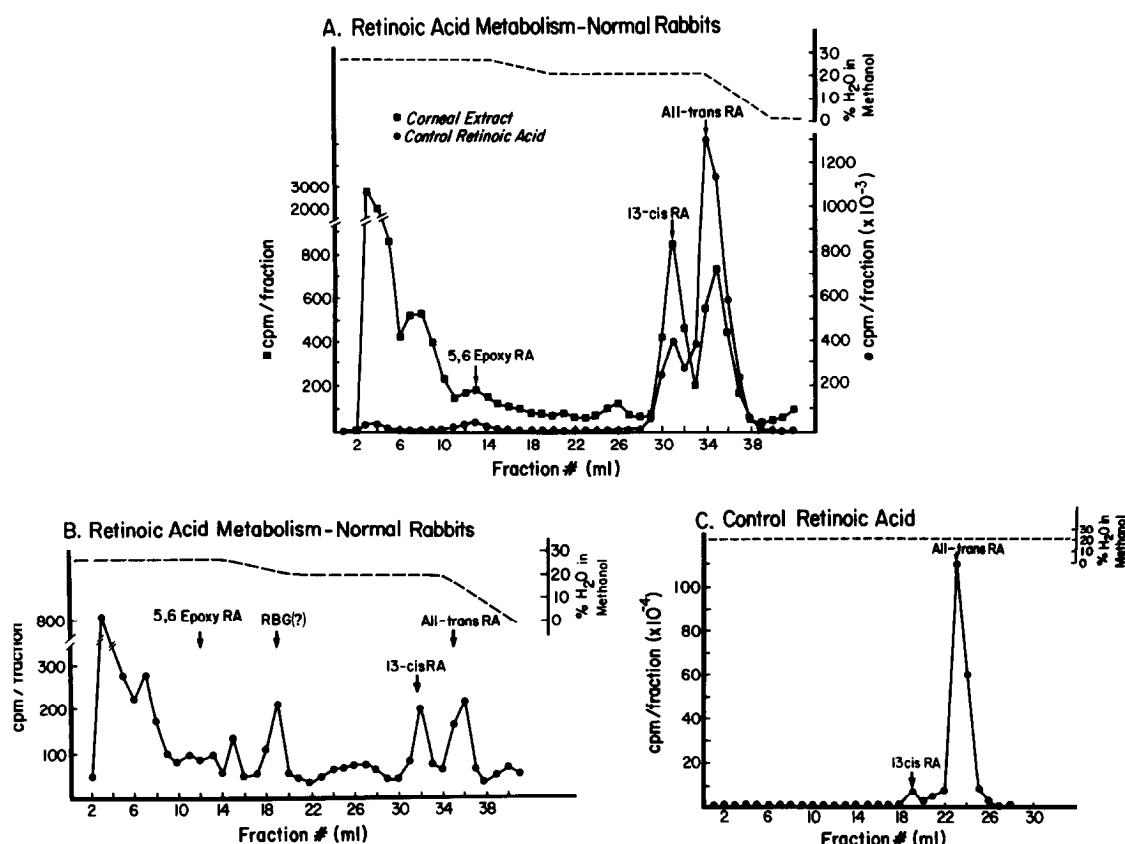 A. Retinoic Acid Metabolism-Normal Rabbits
30
20
10
0
% H2O in Methanol
■ Corneal Extract
● Control Retinoic Acid
All-trans RA
13-cis RA
5,6 Epoxy RA
3000
2000
800
600
400
200
■ cpm/fraction
1200
1000
800
600
400
200
● cpm/fraction (x10-3)
2 6 10 14 18 22 26 30 34 38
Fraction # (ml)
B. Retinoic Acid Metabolism-Normal Rabbits
30
20
10
0
% H2O in Methanol
5,6 Epoxy RA
RBG(?)
13-cisRA
All-trans RA
800
300
200
100
cpm/fraction
2 6 10 14 18 22 26 30 34 38
Fraction # (ml)
C. Control Retinoic Acid
30
20
10
0
% H2O in Methanol
All-trans RA
13cis RA
100
80
60
40
20
cpm/fraction (x10-4)
2 6 10 14 18 22 26 30
Fraction # (ml)